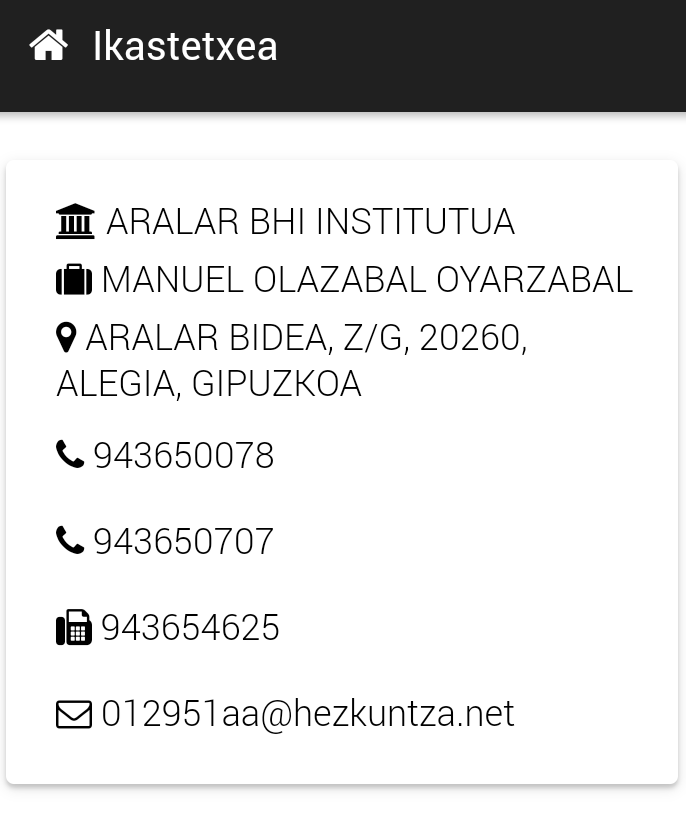 Ikastetxea
ARALAR BHI INSTITUTUA
MANUEL OLAZABAL OYARZABAL
ARALAR BIDEA, Z/G, 20260,
ALEGIA, GIPUZKOA
943650078
943650707
943654625
012951aa@hezkuntza.net